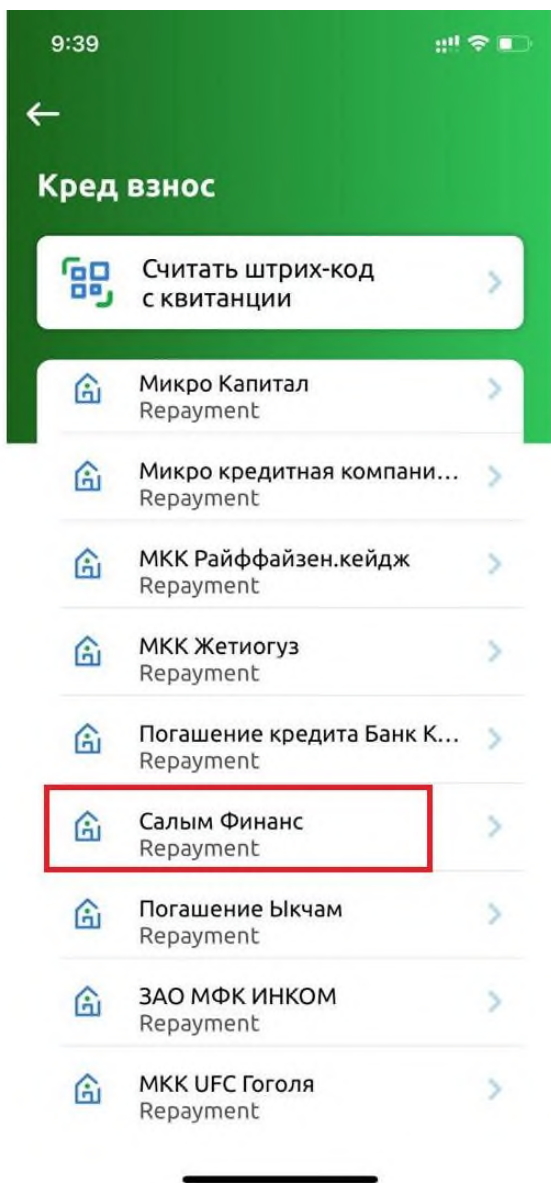 9:39
Кред взнос
Считать штрих-код
с квитанции
Микро Капитал
Repayment
Микро кредитная компани...
Repayment
МКК Райффайзен.кейдж
Repayment
МКК Жетиогуз
Repayment
Погашение кредита Банк К...
Repayment
Салым Финанс
Repayment
Погашение Ыкчам
Repayment
ЗАО МФК ИНКОМ
Repayment
МКК UFC Гоголя
Repayment